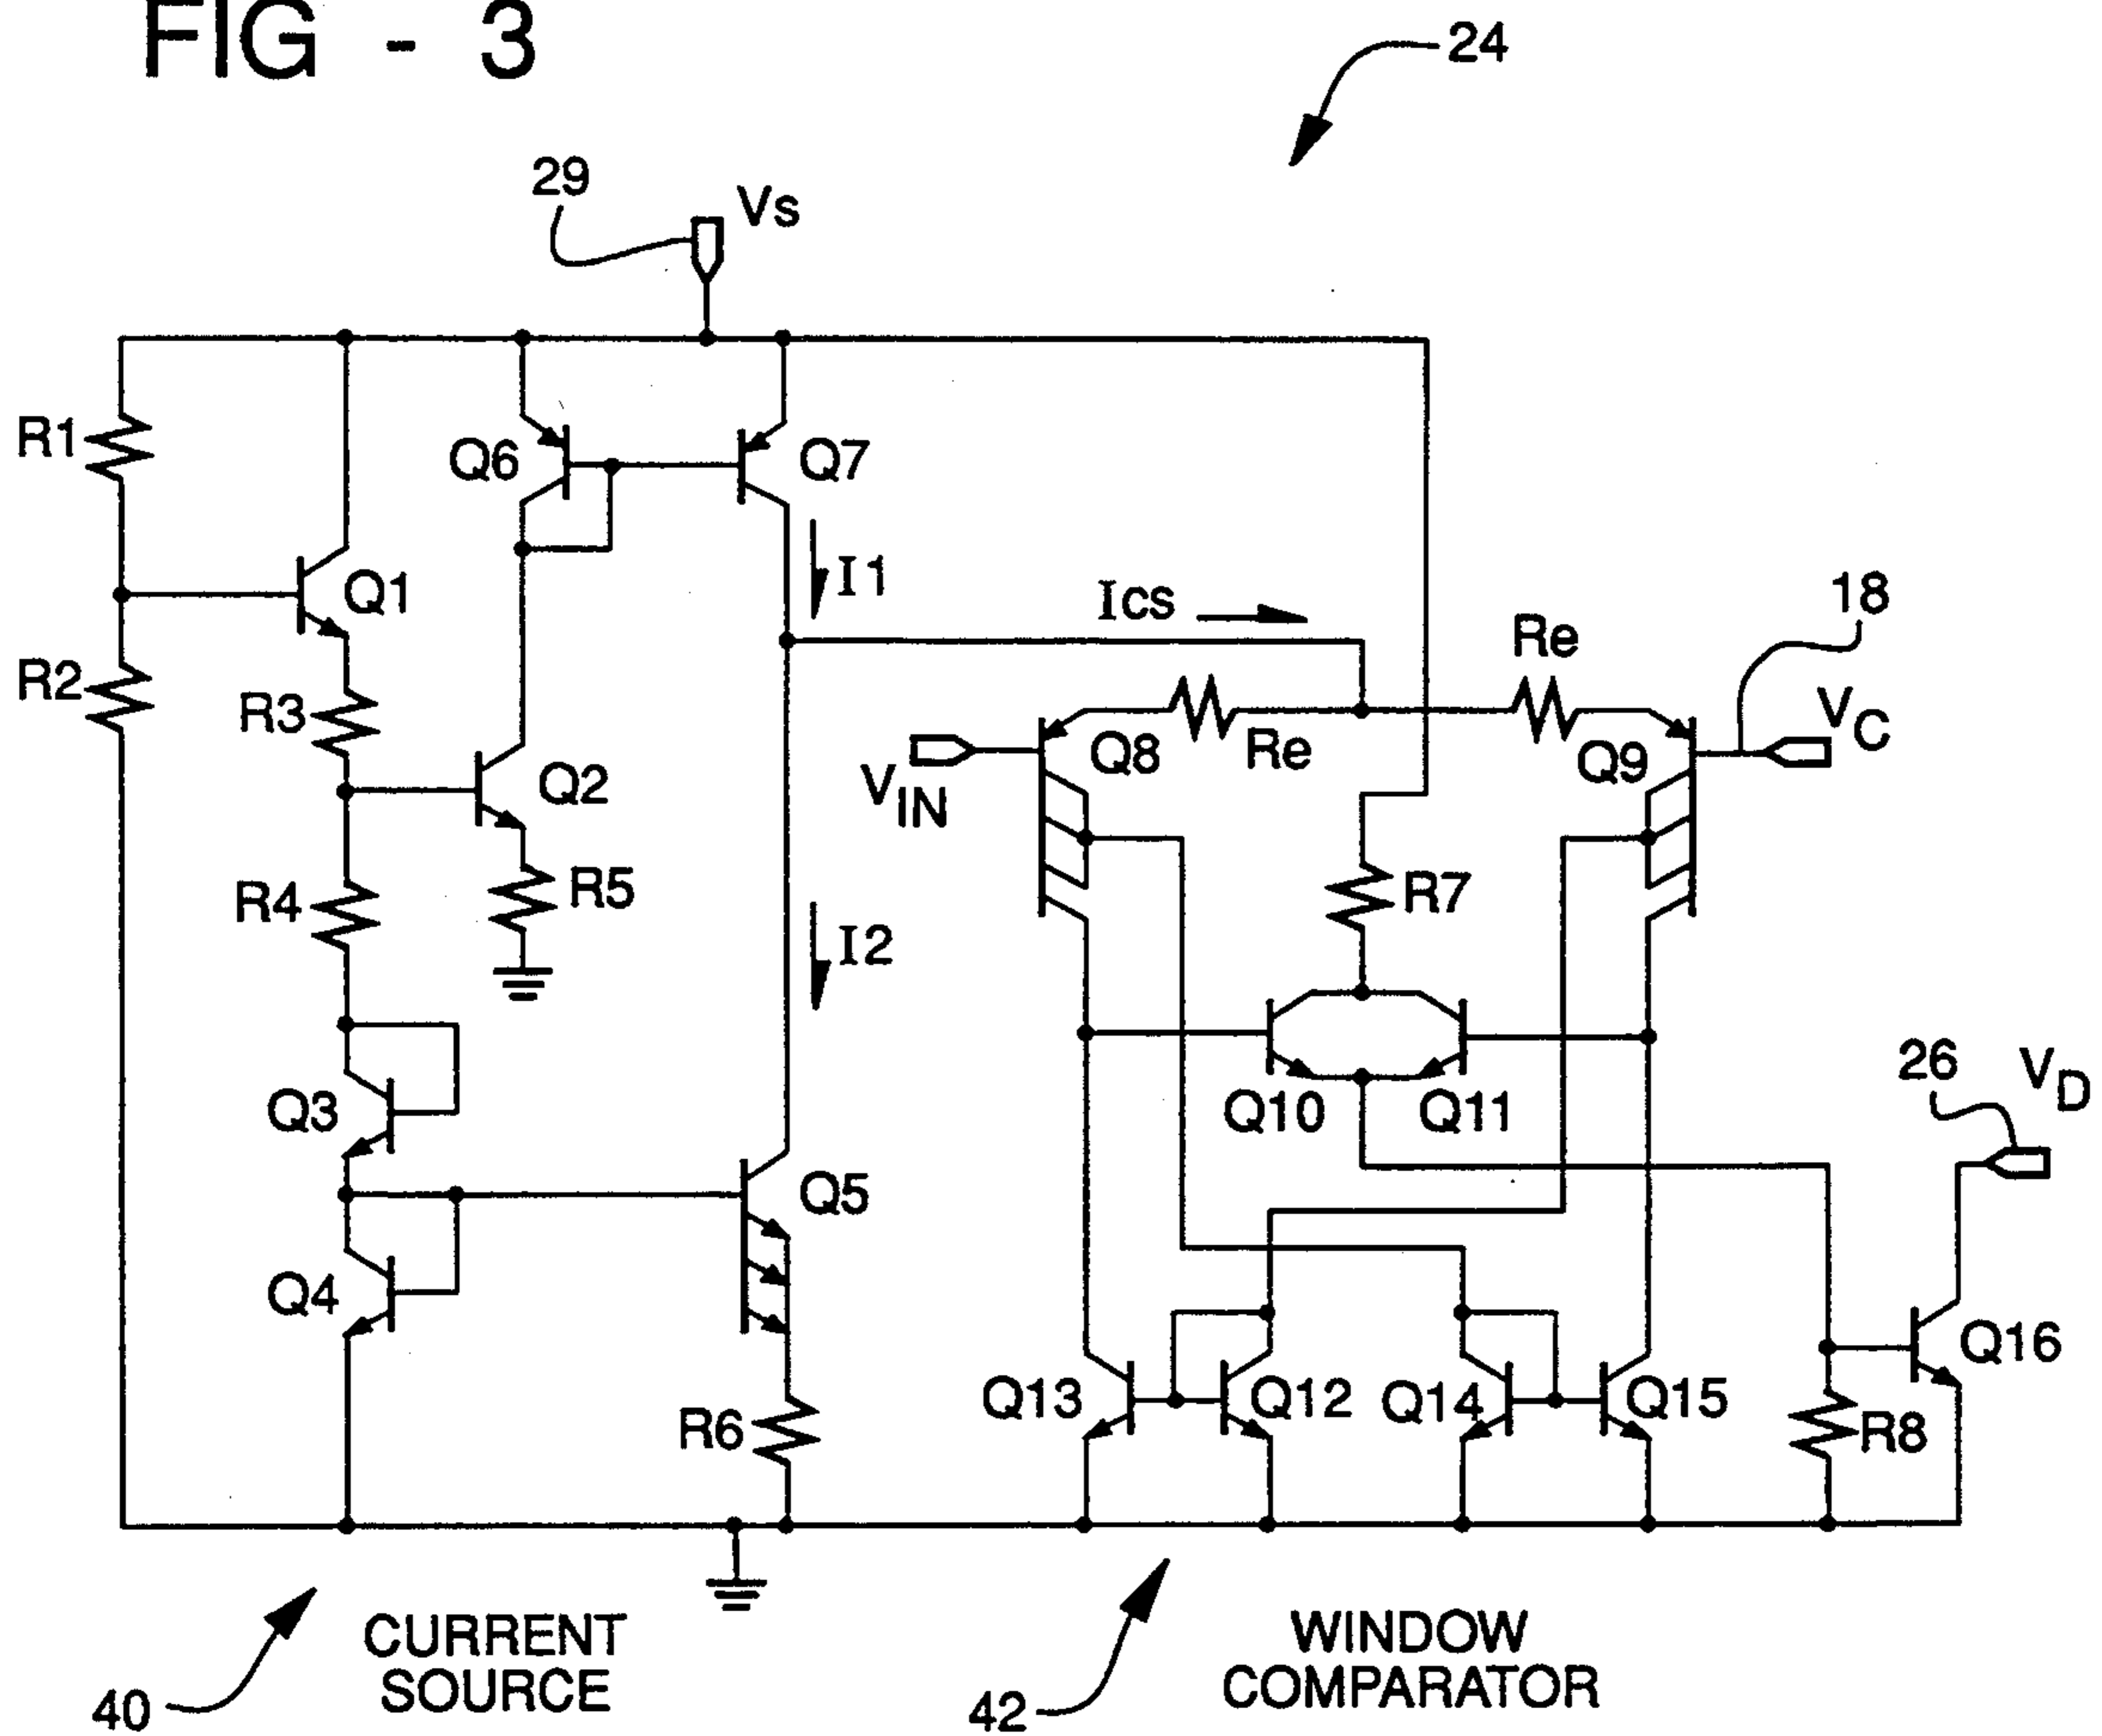 FIG - 3
24
29
Vs
R1
Q6
Q7
Q1
I1
Ics
18
Re
R2
R3
Q8
Re
Q9
VC
VIN
Q2
R4
R5
R7
I2
26
VD
Q3
Q10
Q11
Q5
Q4
Q16
Q13
Q12
Q14
Q15
R6
R8
CURRENT
SOURCE
WINDOW
COMPARATOR
40
42